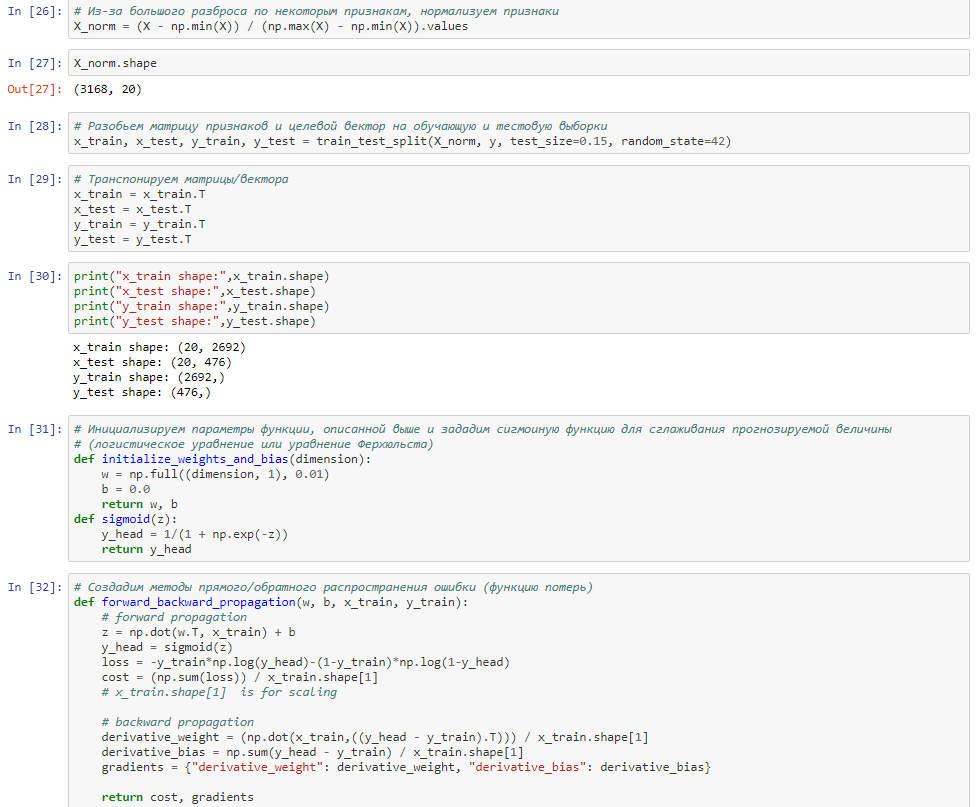 In [26]: # Из-за большого разброса по некоторым признакам, нормализуем признаки
X_norm = (X - np.min(X)) / (np.max(X) - np.min(X)).values
In [27]: X_norm.shape
Out[27]: (3168, 20)
In [28]: # Разобьем матрицу признаков и целевой вектор на обучающую и тестовую выборки
x_train, x_test, y_train, y_test = train_test_split(X_norm, y, test_size=0.15, random_state=42)
In [29]: # Транспонируем матрицы/вектора
x_train = x_train.T
x_test = x_test.T
y_train = y_train.T
y_test = y_test.T
In [30]: print("x_train shape:",x_train.shape)
print("x_test shape:",x_test.shape)
print("y_train shape:",y_train.shape)
print("y_test shape:",y_test.shape)
x_train shape: (20, 2692)
x_test shape: (20, 476)
y_train shape: (2692,)
y_test shape: (476,)
In [31]: # Инициализируем параметры функции, описанной выше и зададим сигмоиную функцию для сглаживания прогнозируемой величины
# (логистическое уравнение или уравнение Ферхюльста)
def initialize_weights_and_bias(dimension):
    w = np.full((dimension, 1), 0.01)
    b = 0.0
    return w, b
def sigmoid(z):
    y_head = 1/(1 + np.exp(-z))
    return y_head
In [32]: # Создадим методы прямого/обратного распространения ошибки (функцию потерь)
def forward_backward_propagation(w, b, x_train, y_train):
    # forward propagation
    z = np.dot(w.T, x_train) + b
    y_head = sigmoid(z)
    loss = -y_train*np.log(y_head)-(1-y_train)*np.log(1-y_head)
    cost = (np.sum(loss)) / x_train.shape[1]
    # x_train.shape[1]  is for scaling
    # backward propagation
    derivative_weight = (np.dot(x_train,((y_head - y_train).T))) / x_train.shape[1]
    derivative_bias = np.sum(y_head - y_train) / x_train.shape[1]
    gradients = {"derivative_weight": derivative_weight, "derivative_bias": derivative_bias}
    return cost, gradients